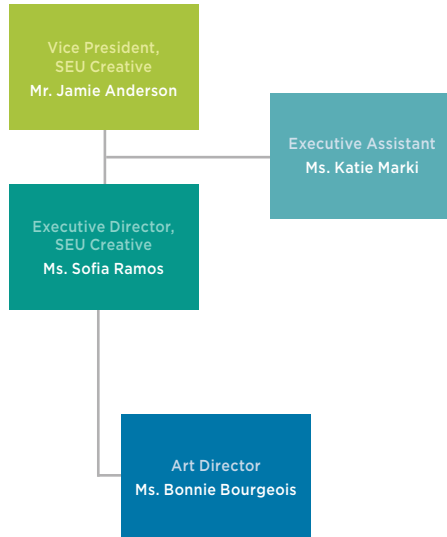 Vice President,
SEU Creative
Mr. Jamie Anderson
Executive Assistant
Ms. Katie Marki
Executive Director,
SEU Creative
Ms. Sofia Ramos
Art Director
Ms. Bonnie Bourgeois